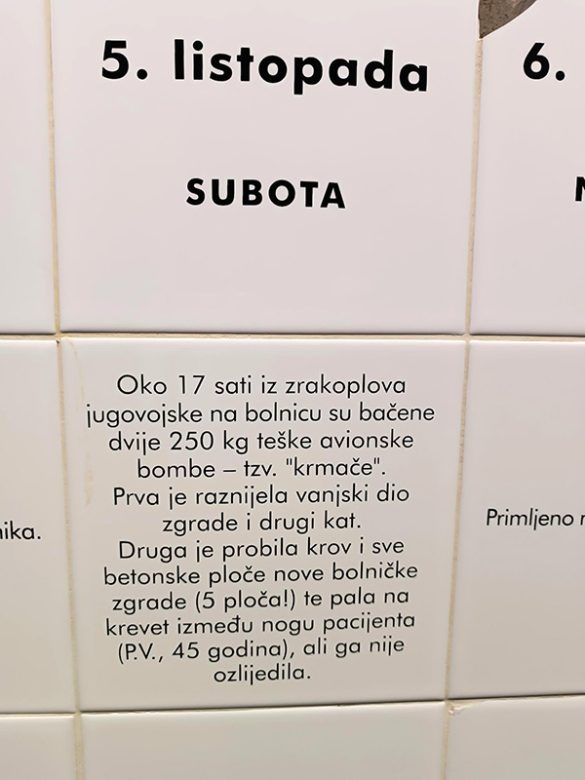 5. listopada
6.
SUBOTA
Oko 17 sati iz zrakoplova
jugovojske na bolnicu su bačene
dvije 250 kg teške avionske
bombe – tzv. "krmače".
Prva je raznijela vanjski dio
zgrade i drugi kat.
Druga je probila krov i sve
betonske ploče nove bolničke
zgrade (5 ploča!) te pala na
krevet između nogu pacijenta
(P.V., 45 godina), ali ga nije
ozlijedila.
Primljeno